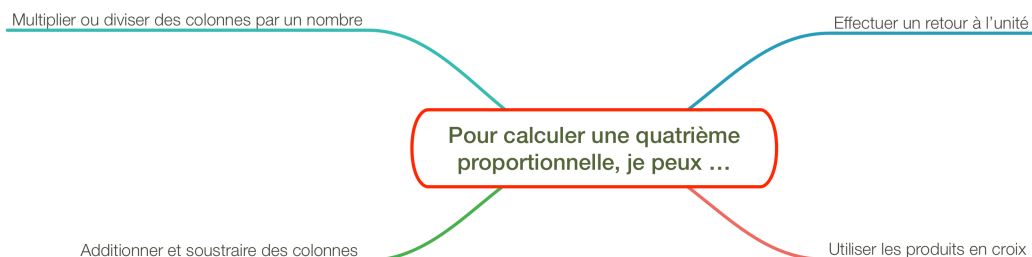 Multiplier ou diviser des colonnes par un nombre
Effectuer un retour à l’unité
Pour calculer une quatrième
proportionnelle, je peux …
Additionner et soustraire des colonnes
Utiliser les produits en croix